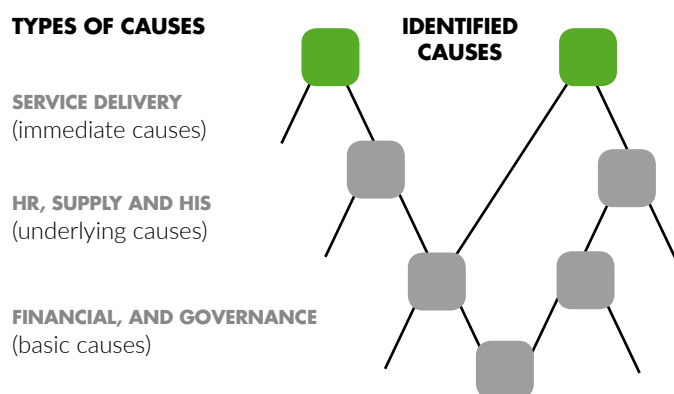 TYPES OF CAUSES
IDENTIFIED
CAUSES
SERVICE DELIVERY
(immediate causes)
HR, SUPPLY AND HIS
(underlying causes)
FINANCIAL, AND GOVERNANCE
(basic causes)